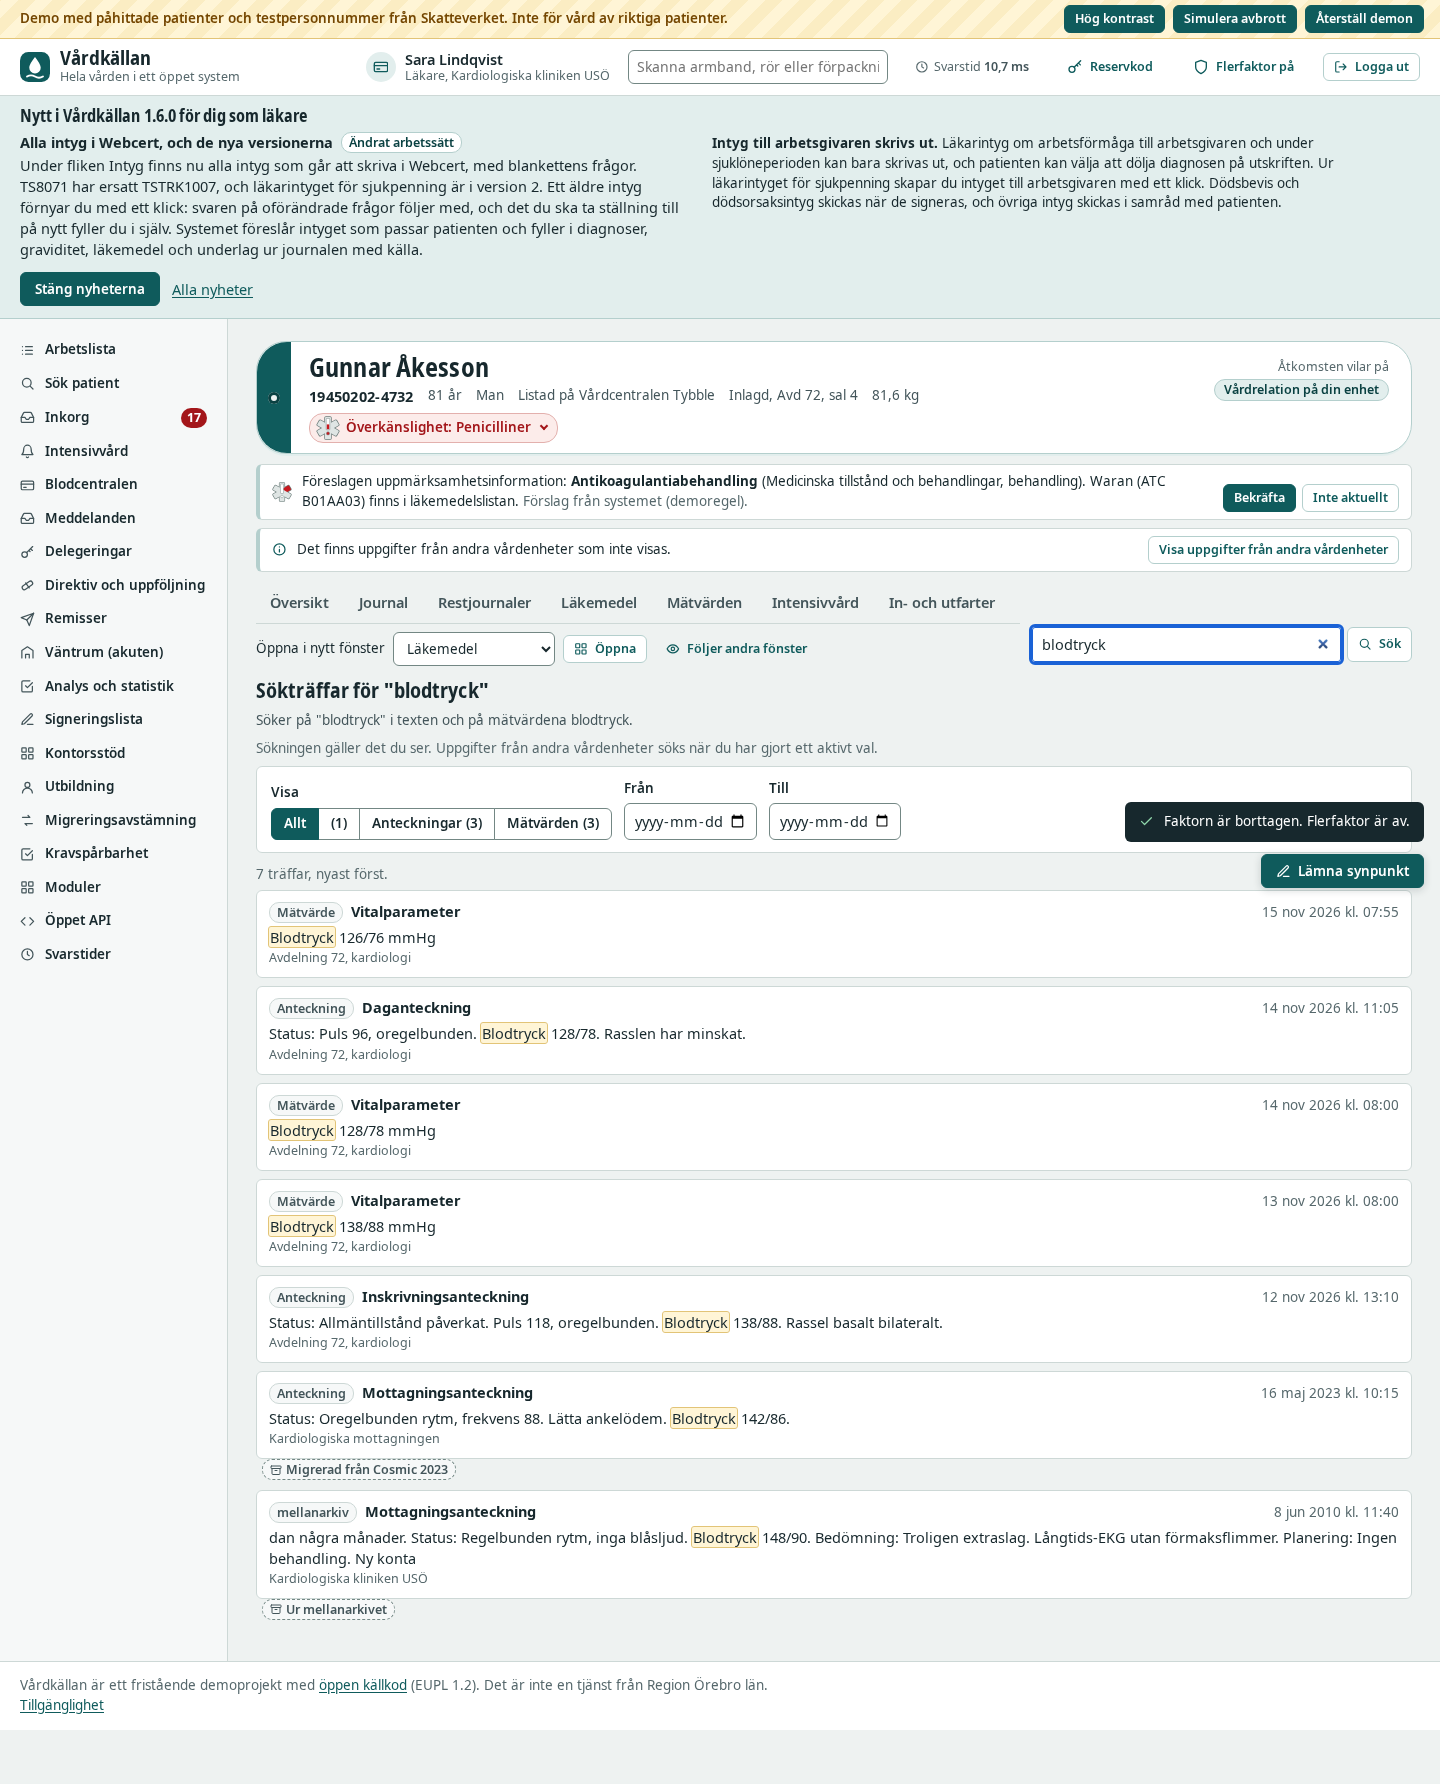 Demo med påhittade patienter och testpersonnummer från Skatteverket. Inte för vård av riktiga patienter.
Hög kontrast
Simulera avbrott
Återställ demon
Vårdkällan
Hela vården i ett öppet system
Sara Lindqvist
Läkare, Kardiologiska kliniken USÖ
Skanna armband, rör eller förpackni
Svarstid 10,7 ms
Reservkod
Flerfaktor på
Logga ut
Nytt i Vårdkällan 1.6.0 för dig som läkare
Alla intyg i Webcert, och de nya versionerna
Ändrat arbetssätt
Under fliken Intyg finns nu alla intyg som går att skriva i Webcert, med blankettens frågor.
TS8071 har ersatt TSTRK1007, och läkarintyget för sjukpenning är i version 2. Ett äldre intyg
förnyar du med ett klick: svaren på oförändrade frågor följer med, och det du ska ta ställning till
på nytt fyller du i själv. Systemet föreslår intyget som passar patienten och fyller i diagnoser,
graviditet, läkemedel och underlag ur journalen med källa.
Intyg till arbetsgivaren skrivs ut. Läkarintyg om arbetsförmåga till arbetsgivaren och under
sjuklöneperioden kan bara skrivas ut, och patienten kan välja att dölja diagnosen på utskriften. Ur
läkarintyget för sjukpenning skapar du intyget till arbetsgivaren med ett klick. Dödsbevis och
dödsorsaksintyg skickas när de signeras, och övriga intyg skickas i samråd med patienten.
Stäng nyheterna
Alla nyheter
Arbetslista
Sök patient
Inkorg
17
Intensivvård
Blodcentralen
Meddelanden
Delegeringar
Direktiv och uppföljning
Remisser
Väntrum (akuten)
Analys och statistik
Signeringslista
Kontorsstöd
Utbildning
Migreringsavstämning
Kravspårbarhet
Moduler
Öppet API
Svarstider
Gunnar Åkesson
19450202-4732
81 år
Man
Listad på Vårdcentralen Tybble
Inlagd, Avd 72, sal 4
81,6 kg
Överkänslighet: Penicilliner
Åtkomsten vilar på
Vårdrelation på din enhet
Föreslagen uppmärksamhetsinformation: Antikoagulantiabehandling (Medicinska tillstånd och behandlingar, behandling). Waran (ATC
B01AA03) finns i läkemedelslistan. Förslag från systemet (demoregel).
Bekräfta
Inte aktuellt
Det finns uppgifter från andra vårdenheter som inte visas.
Visa uppgifter från andra vårdenheter
Översikt
Journal
Restjournaler
Läkemedel
Mätvärden
Intensivvård
In- och utfarter
Öppna i nytt fönster
Läkemedel
Öppna
Följer andra fönster
blodtryck
Sök
Sökträffar för "blodtryck"
Söker på "blodtryck" i texten och på mätvärdena blodtryck.
Sökningen gäller det du ser. Uppgifter från andra vårdenheter söks när du har gjort ett aktivt val.
Visa
Allt
(1)
Anteckningar (3)
Mätvärden (3)
Från
yyyy-mm-dd
Till
yyyy-mm-dd
Faktorn är borttagen. Flerfaktor är av.
Lämna synpunkt
7 träffar, nyast först.
Mätvärde
Vitalparameter
15 nov 2026 kl. 07:55
Blodtryck 126/76 mmHg
Avdelning 72, kardiologi
Anteckning
Daganteckning
14 nov 2026 kl. 11:05
Status: Puls 96, oregelbunden. Blodtryck 128/78. Rasslen har minskat.
Avdelning 72, kardiologi
Mätvärde
Vitalparameter
14 nov 2026 kl. 08:00
Blodtryck 128/78 mmHg
Avdelning 72, kardiologi
Mätvärde
Vitalparameter
13 nov 2026 kl. 08:00
Blodtryck 138/88 mmHg
Avdelning 72, kardiologi
Anteckning
Inskrivningsanteckning
12 nov 2026 kl. 13:10
Status: Allmäntillstånd påverkat. Puls 118, oregelbunden. Blodtryck 138/88. Rassel basalt bilateralt.
Avdelning 72, kardiologi
Anteckning
Mottagningsanteckning
16 maj 2023 kl. 10:15
Status: Oregelbunden rytm, frekvens 88. Lätta ankelödem. Blodtryck 142/86.
Kardiologiska mottagningen
Migrerad från Cosmic 2023
mellanarkiv
Mottagningsanteckning
8 jun 2010 kl. 11:40
dan några månader. Status: Regelbunden rytm, inga blåsljud. Blodtryck 148/90. Bedömning: Troligen extraslag. Långtids-EKG utan förmaksflimmer. Planering: Ingen
behandling. Ny konta
Kardiologiska kliniken USÖ
Ur mellanarkivet
Vårdkällan är ett fristående demoprojekt med öppen källkod (EUPL 1.2). Det är inte en tjänst från Region Örebro län.
Tillgänglighet